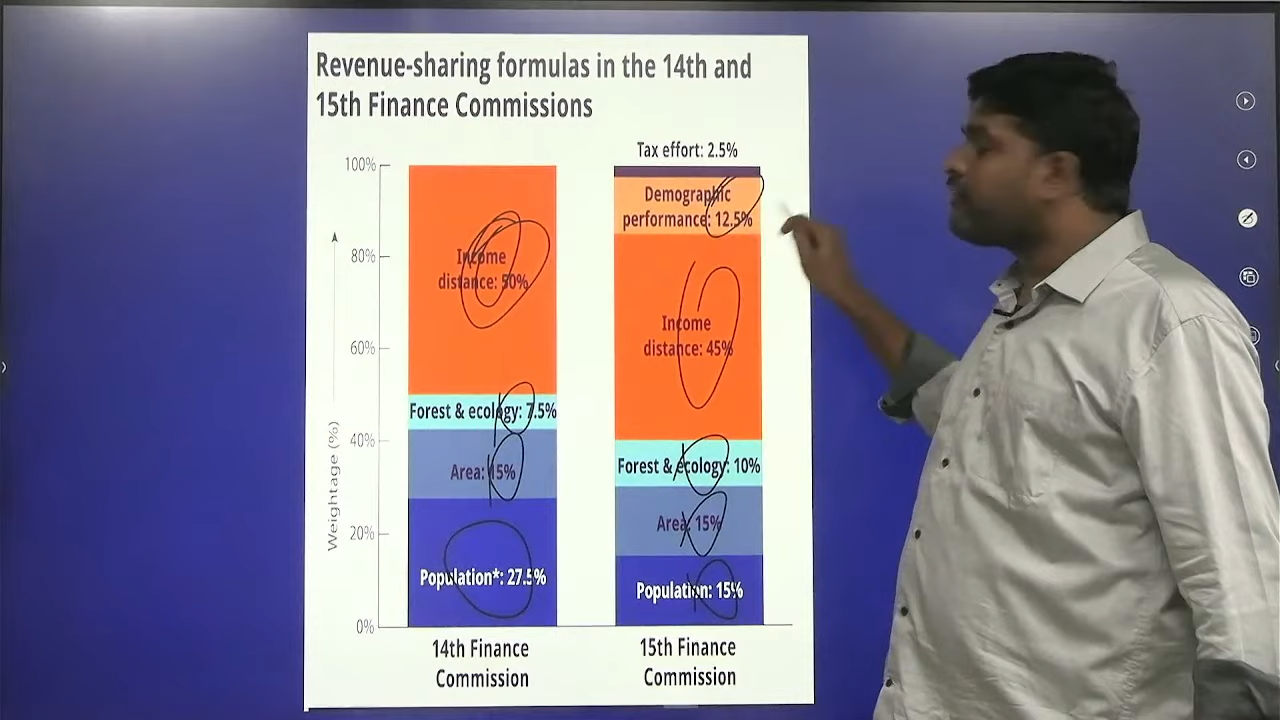 Revenue-sharing formulas in the 14th and
15th Finance Commissions
Tax effort: 2.5%
100%
80%
60%
40%
20%
0%
Weightage (%)
Income
distance: 50%
Forest & ecology: 7.5%
Area: 15%
Population*: 27.5%
14th Finance
Commission
Demographic
performance: 12.5%
Income
distance: 45%
Forest & ecology: 10%
Area: 15%
Population: 15%
15th Finance
Commission